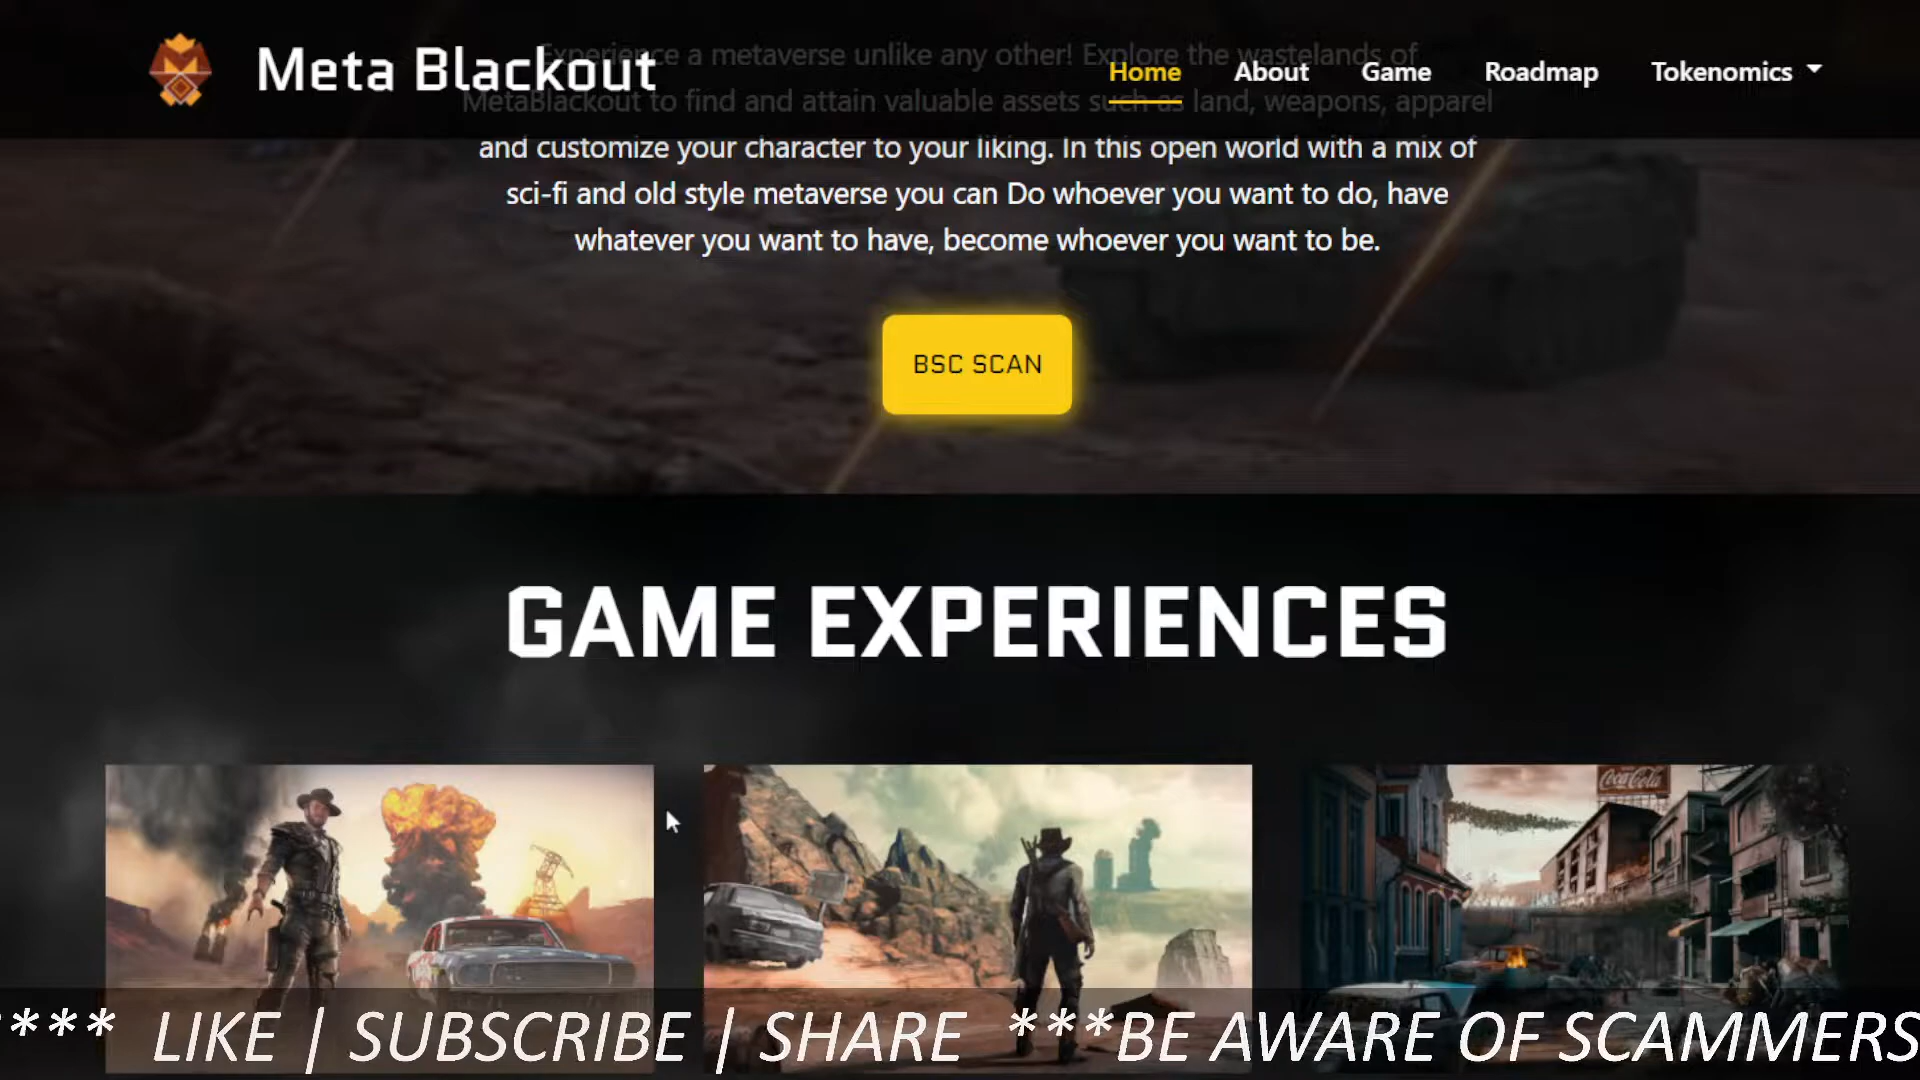 Meta Blackout
Home About Game Roadmap Tokenomics
Experience a metaverse unlike any other! Explore the wastelands of
MetaBlackout to find and attain valuable assets such as land, weapons, apparel
and customize your character to your liking. In this open world with a mix of
sci-fi and old style metaverse you can Do whoever you want to do, have
whatever you want to have, become whoever you want to be.
BSC SCAN
GAME EXPERIENCES
Coca-Cola
*** LIKE | SUBSCRIBE | SHARE ***BE AWARE OF SCAMMERS